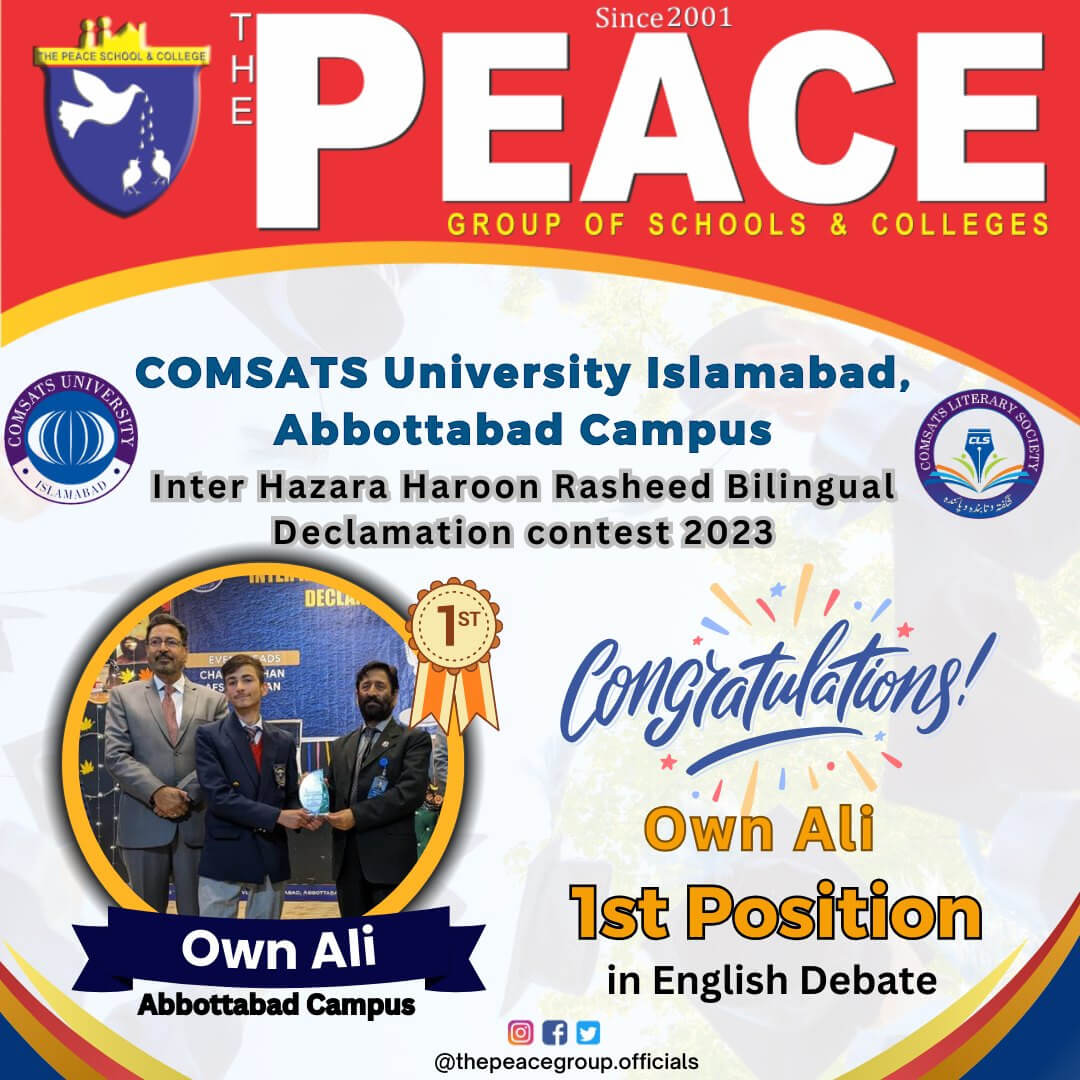 Since2001
THE PEACE
GROUP OF SCHOOLS & COLLEGES
THE PEACE SCHOOL & COLLEGE
COMSATS University Islamabad,
Abbottabad Campus
COMSATS UNIVERSITY
ISLAMABAD
COMSATS LITERARY SOCIETY
CLS
Inter Hazara Haroon Rasheed Bilingual
Declamation contest 2023
DECLA
1ST
Congratulations!
Own Ali
1st Position
in English Debate
Own Ali
Abbottabad Campus
@thepeacegroup.officials